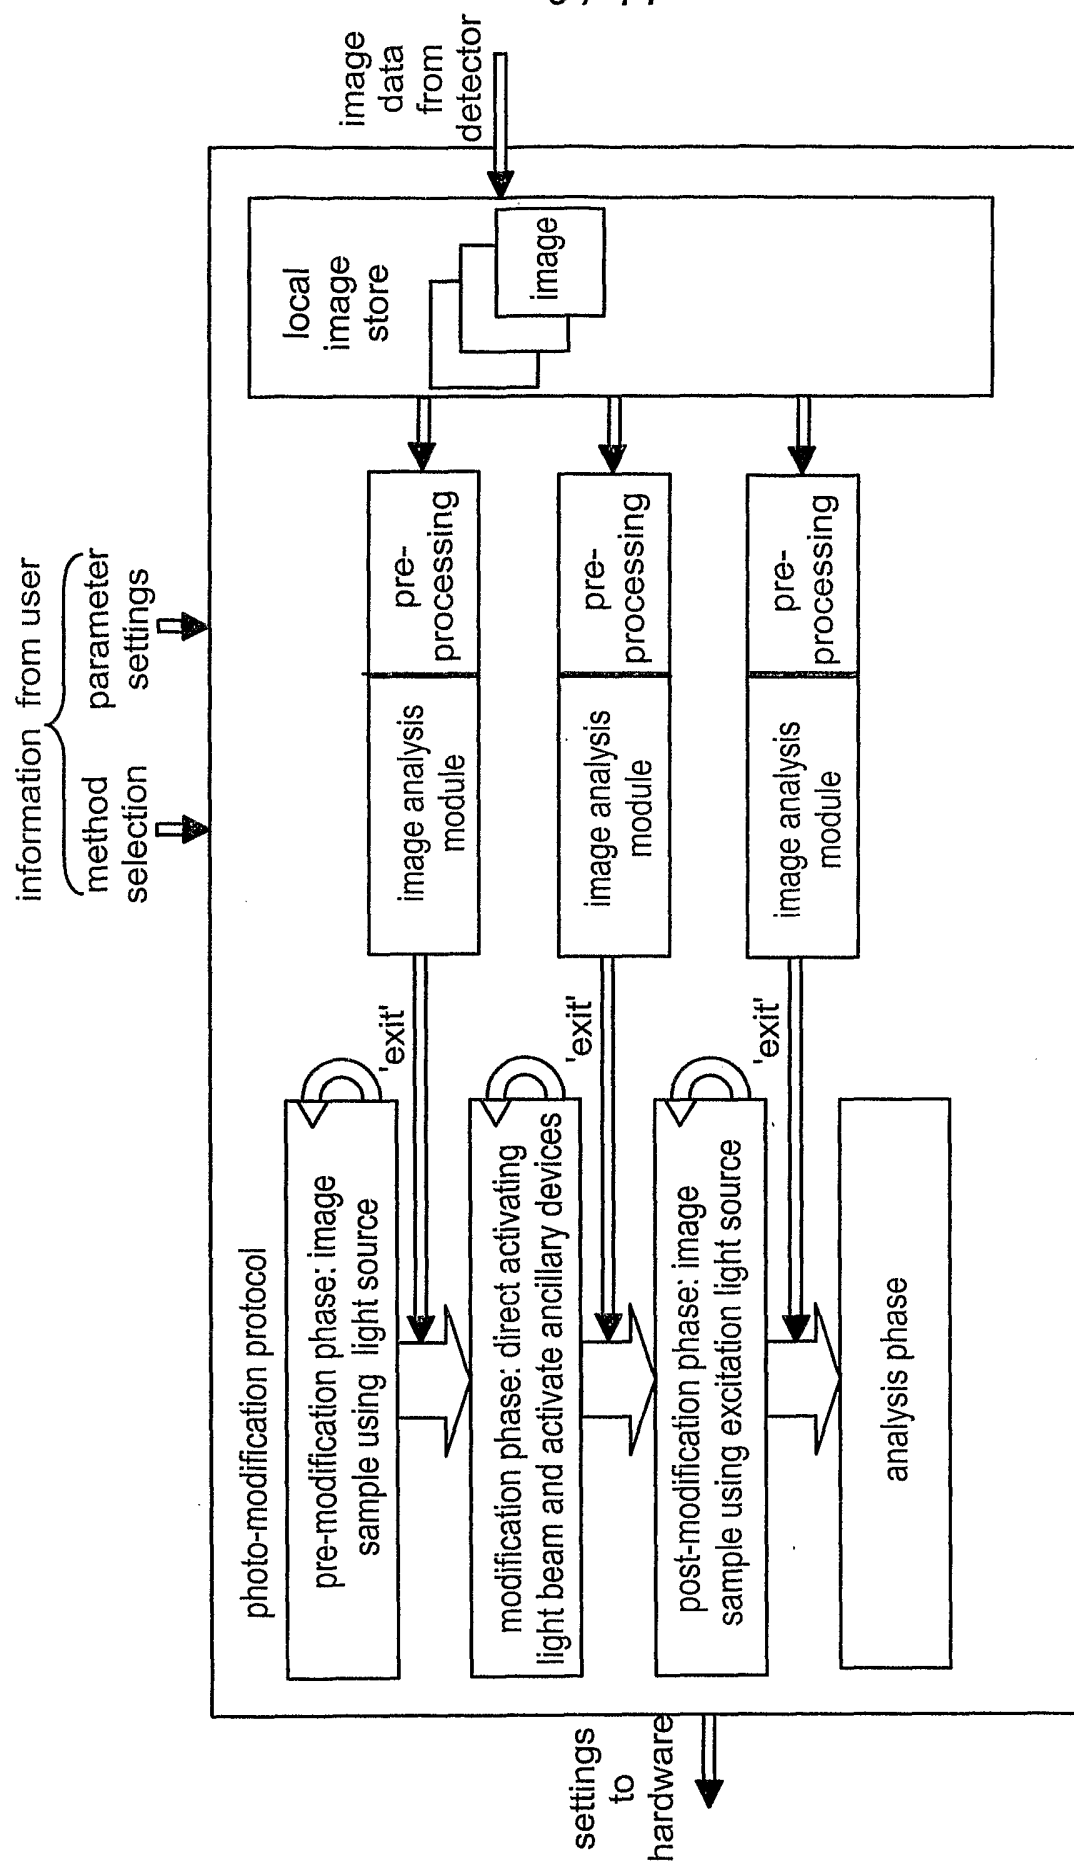 information from user
method
selection
parameter
settings
image
data
from
detector
local
image
store
image
pre-
processing
image analysis
module
'exit'
pre-
processing
image analysis
module
'exit'
pre-
processing
image analysis
module
'exit'
photo-modification protocol
pre-modification phase: image
sample using light source
modification phase: direct activating
light beam and activate ancillary devices
post-modification phase: image
sample using excitation light source
analysis phase
settings
to
hardware